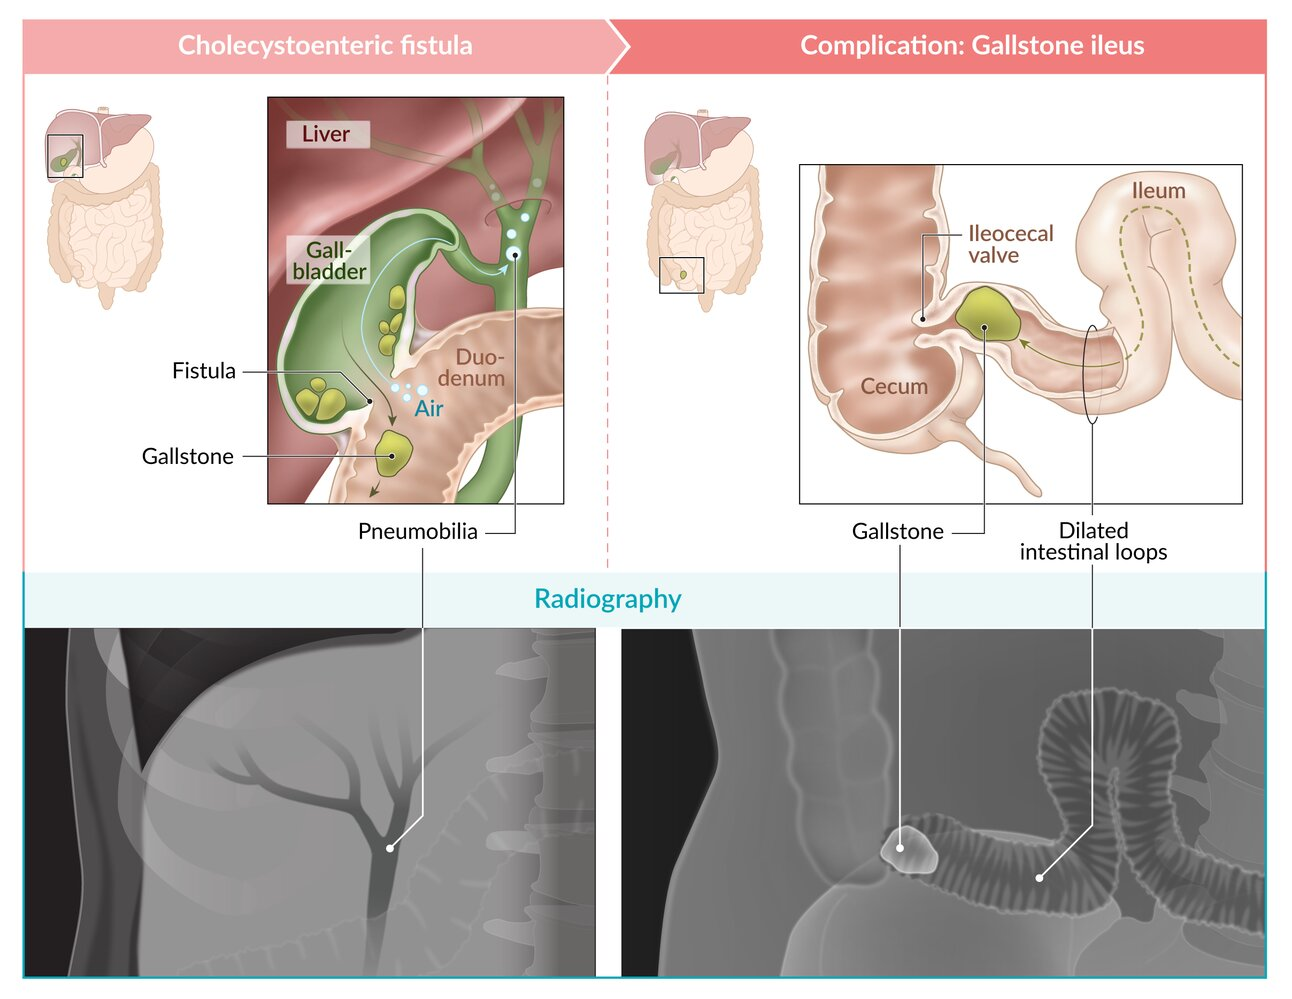 Cholecystoenteric fistula
Complication: Gallstone ileus
Liver
Gall-
bladder
Duo-
denum
Fistula
Air
Gallstone
Pneumobilia
Ileum
Ileocecal
valve
Cecum
Gallstone
Dilated
intestinal loops
Radiography